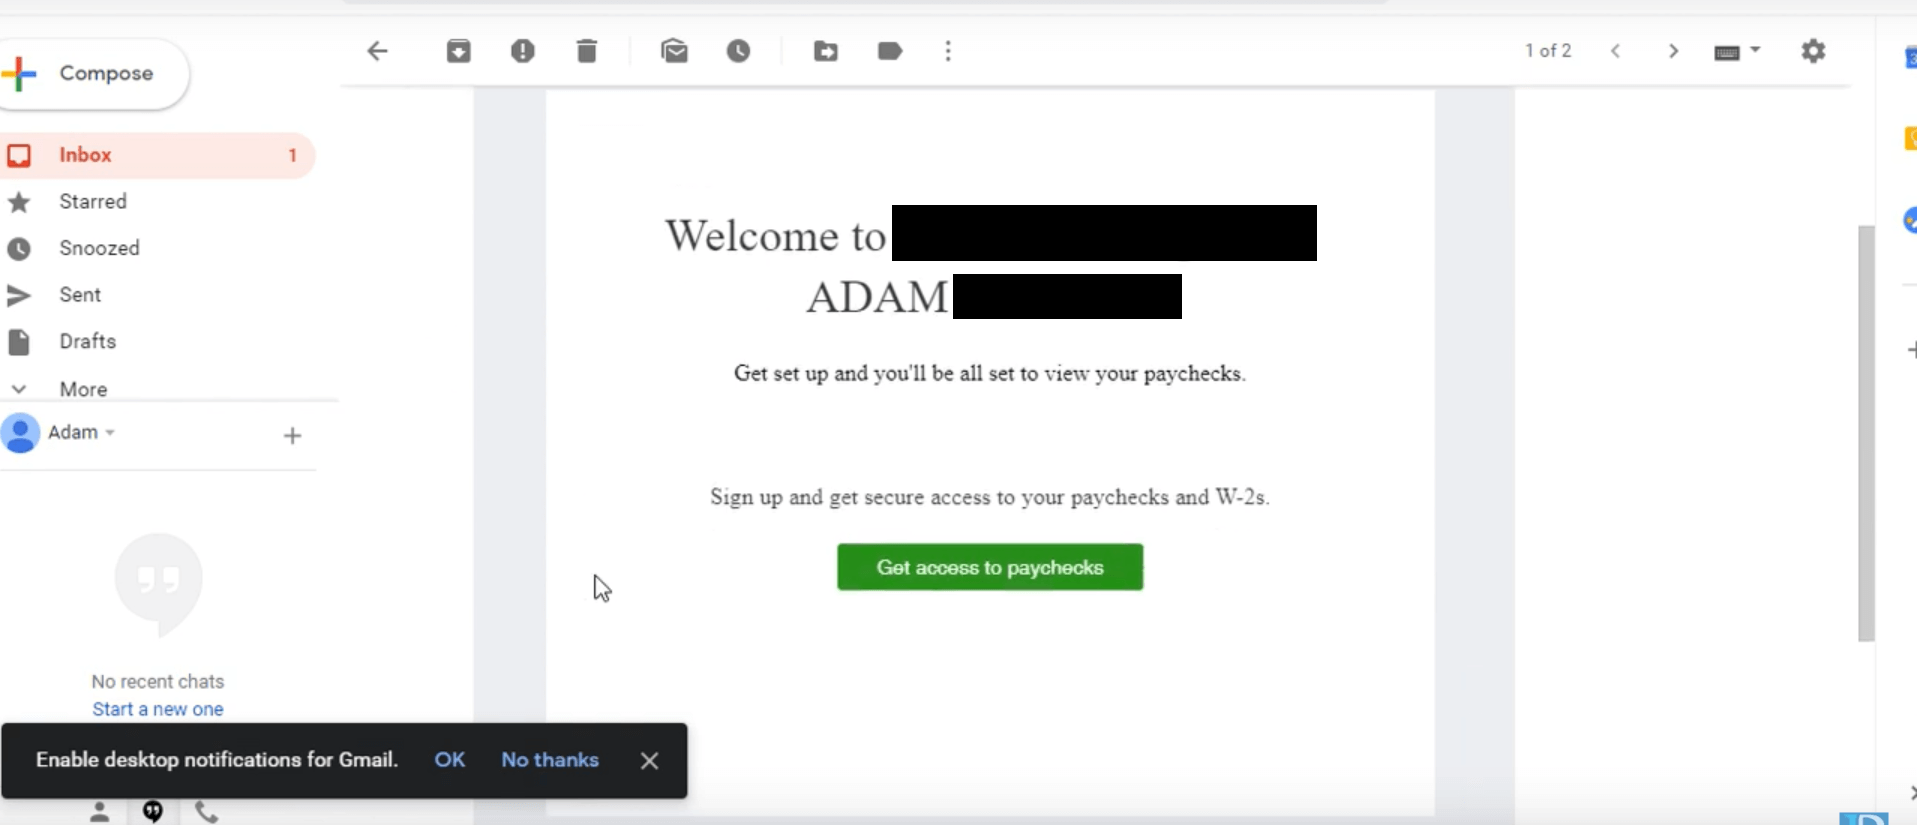 Compose
1 of 2
Inbox 1
Starred
Snoozed
Sent
Drafts
More
Adam
No recent chats
Start a new one
Welcome to
ADAM
Get set up and you'll be all set to view your paychecks.
Sign up and get secure access to your paychecks and W-2s.
Get access to paychecks
Enable desktop notifications for Gmail. OK No thanks